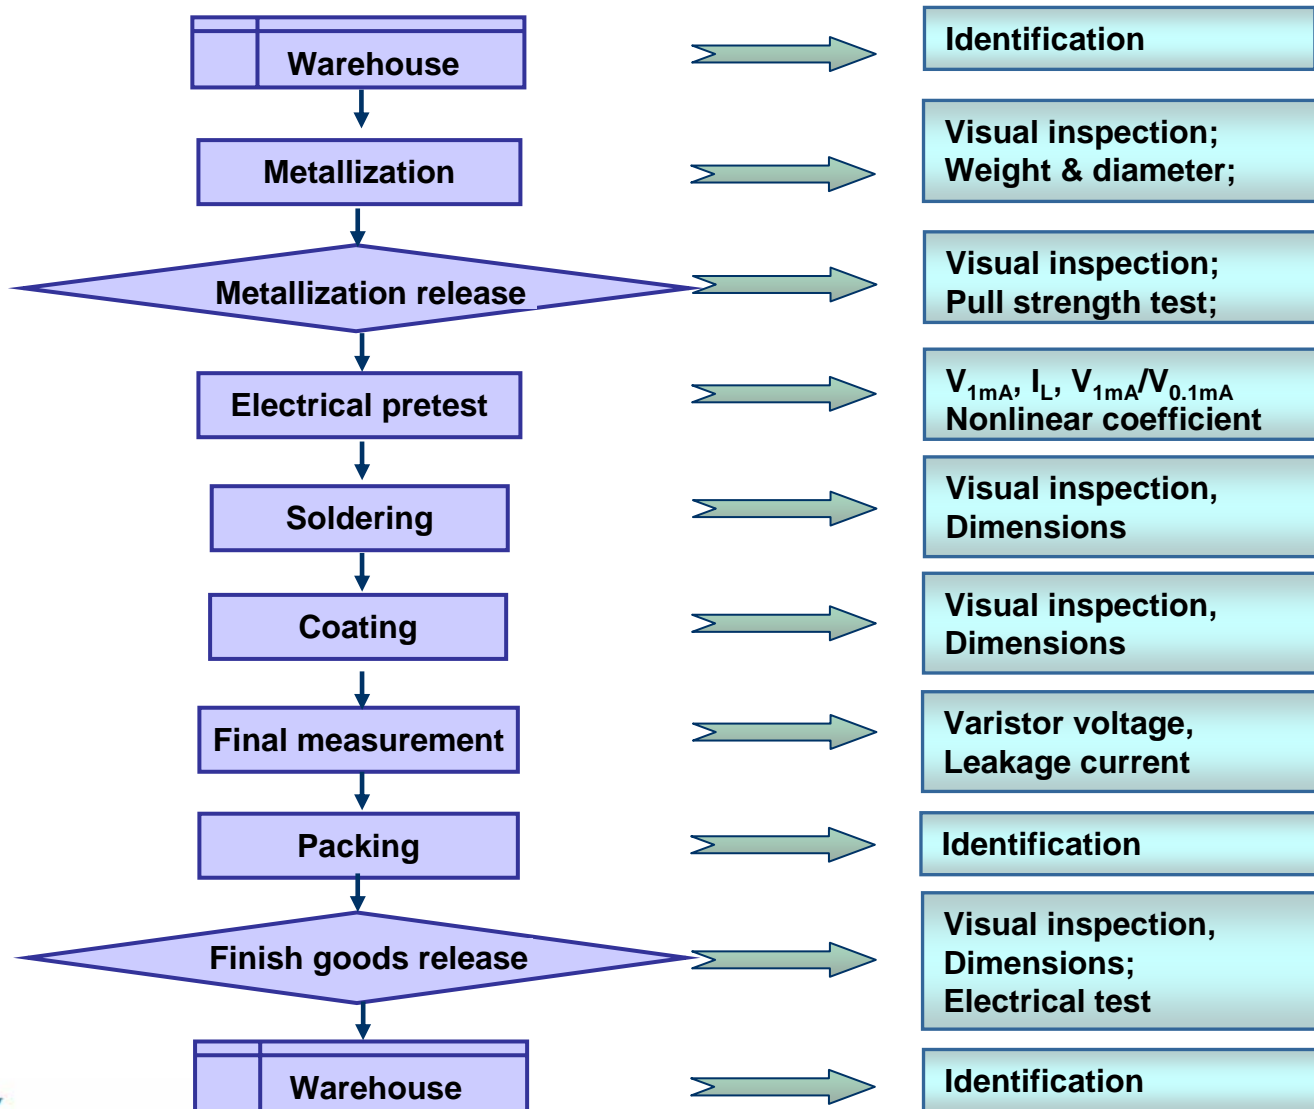 Warehouse
Identification
Metallization
Visual inspection;
Weight & diameter;
Metallization release
Visual inspection;
Pull strength test;
Electrical pretest
V1mA, IL, V1mA/V0.1mA
Nonlinear coefficient
Soldering
Visual inspection,
Dimensions
Coating
Visual inspection,
Dimensions
Final measurement
Varistor voltage,
Leakage current
Packing
Identification
Finish goods release
Visual inspection,
Dimensions;
Electrical test
Warehouse
Identification